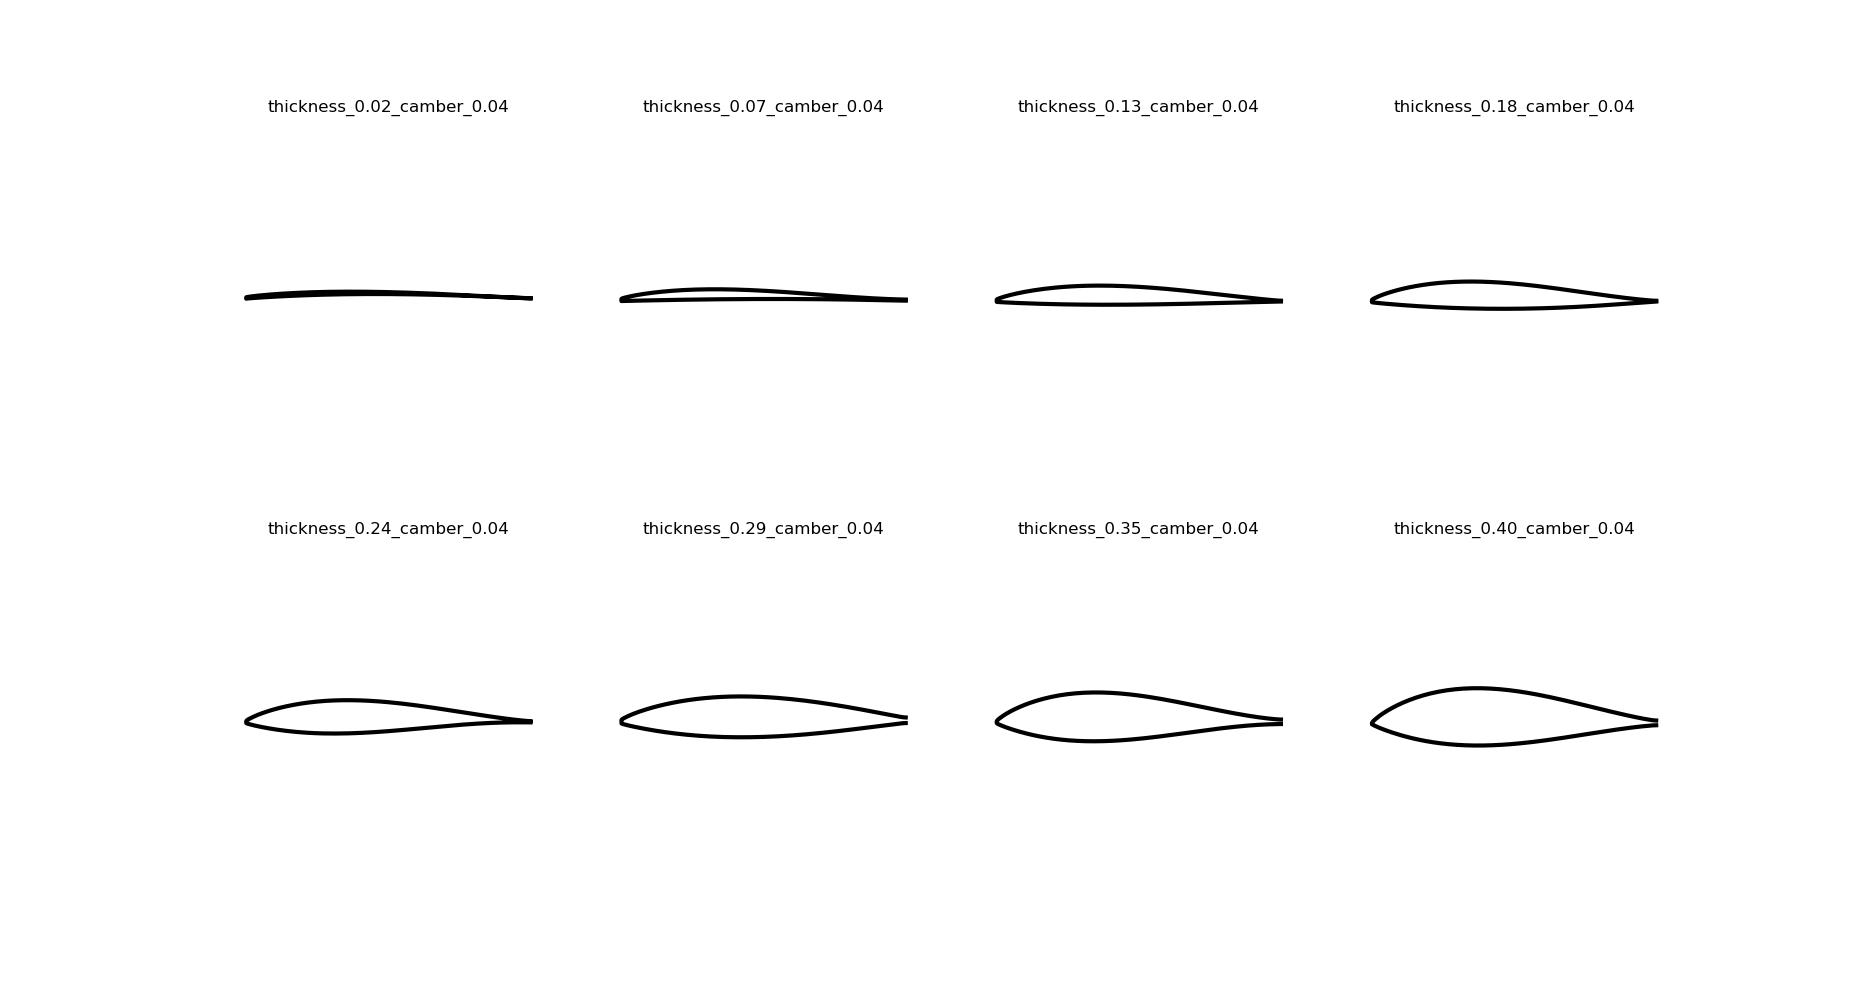 thickness_0.02_camber_0.04
thickness_0.07_camber_0.04
thickness_0.13_camber_0.04
thickness_0.18_camber_0.04
thickness_0.24_camber_0.04
thickness_0.29_camber_0.04
thickness_0.35_camber_0.04
thickness_0.40_camber_0.04